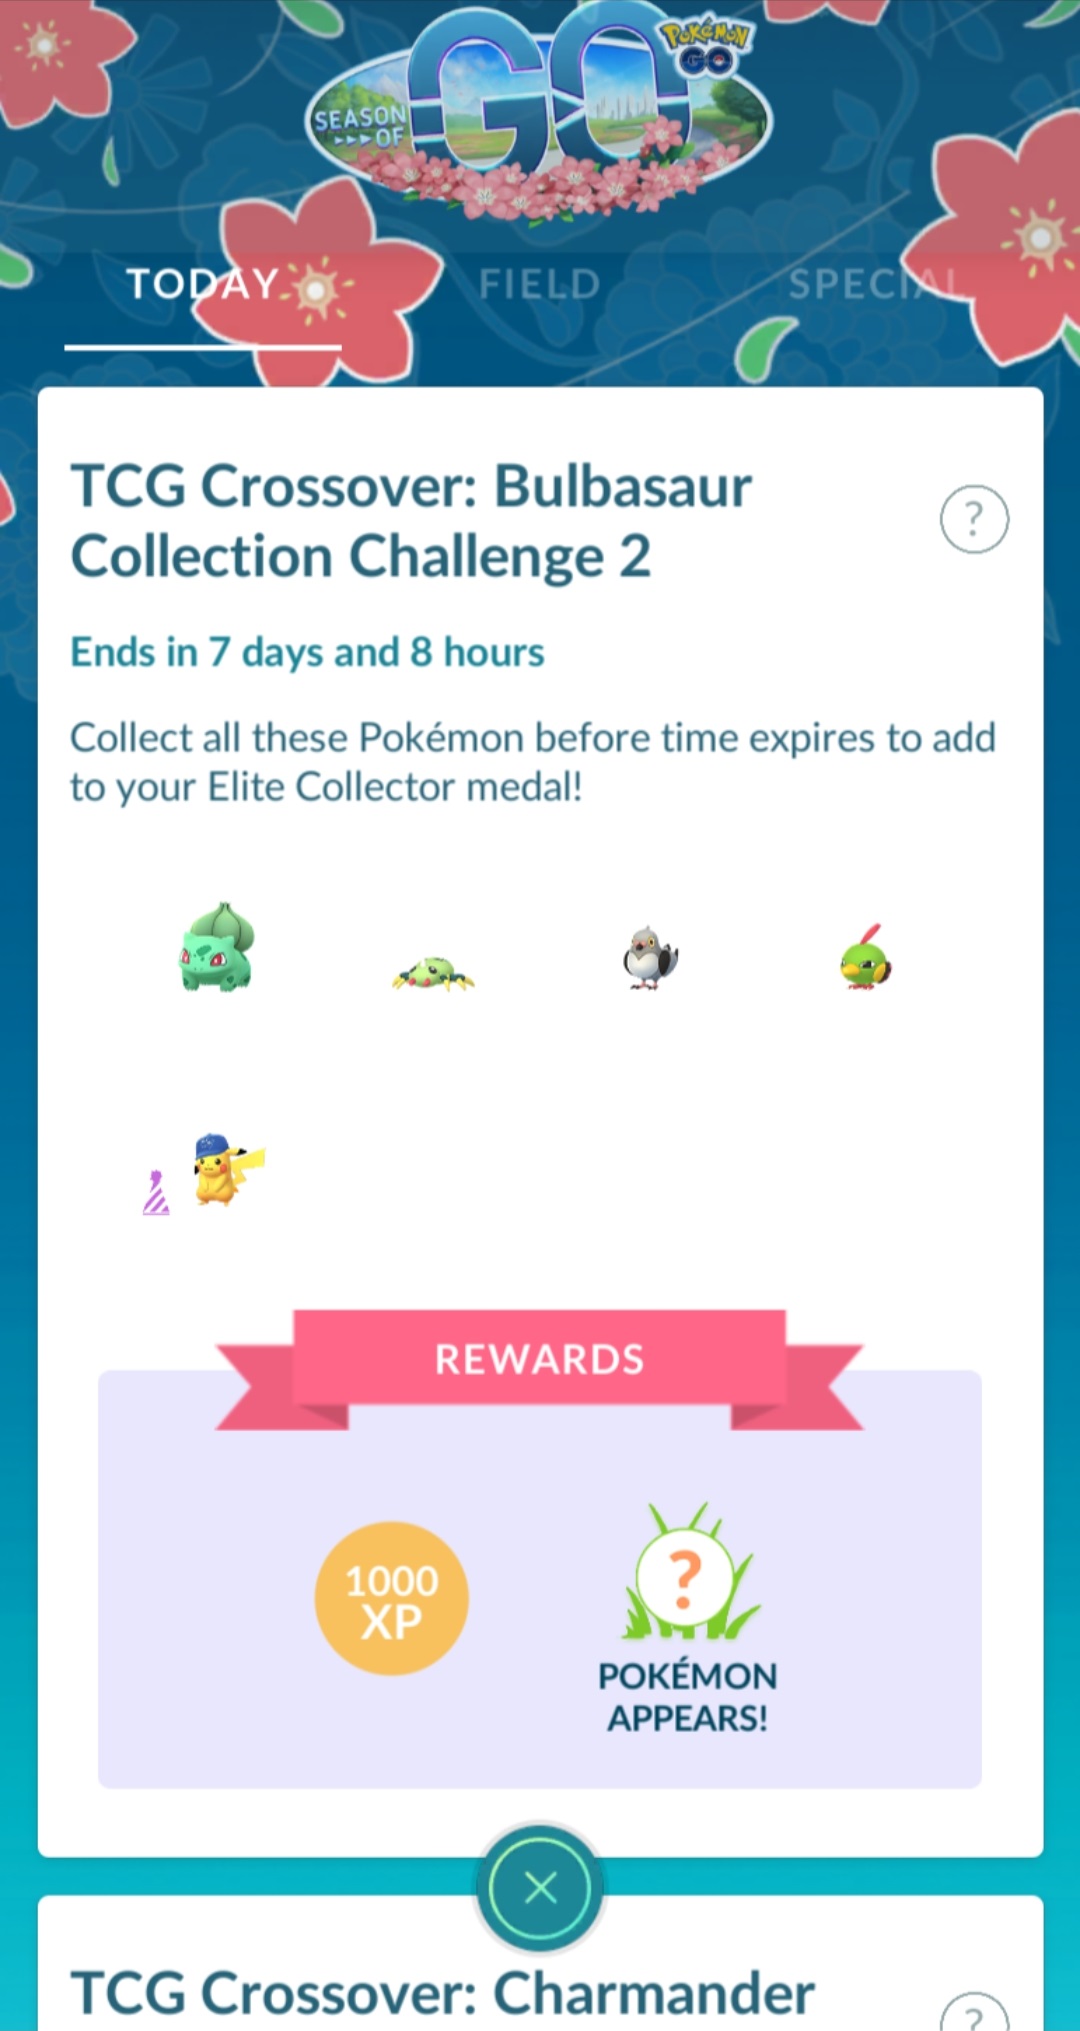 SEASON
OF
GO
POKÉMON
GO
TODAY
FIELD
SPECIAL
TCG Crossover: Bulbasaur
Collection Challenge 2
?
Ends in 7 days and 8 hours
Collect all these Pokémon before time expires to add
to your Elite Collector medal!
REWARDS
1000
XP
?
POKÉMON
APPEARS!
TCG Crossover: Charmander
?